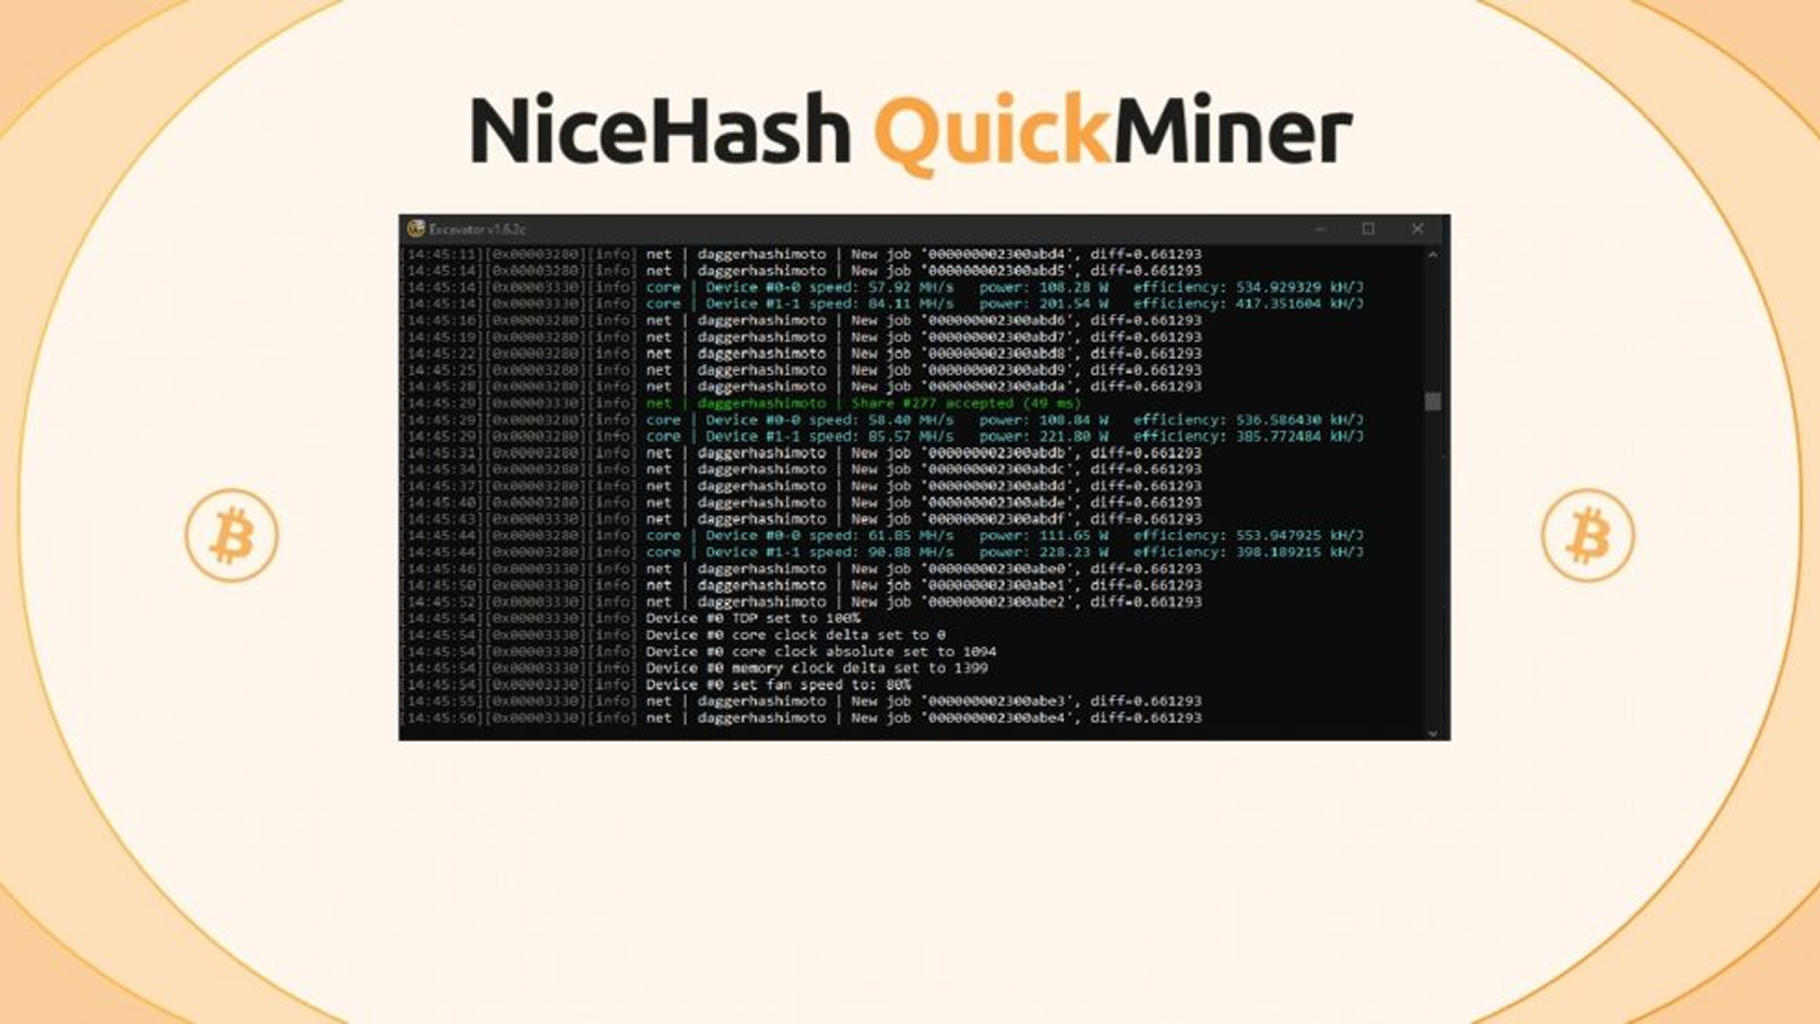 NiceHash QuickMiner
Excavator v1.6.2c
[14:45:11][0x00003280][info] net | daggerhashimoto | New job '000000002300abd4', diff=0.661293
[14:45:14][0x00003280][info] net | daggerhashimoto | New job '000000002300abd5', diff=0.661293
[14:45:14][0x00003330][info] core | Device #0-0 speed: 57.92 MH/s power: 108.28 W efficiency: 534.929329 kH/J
[14:45:14][0x00003330][info] core | Device #1-1 speed: 84.11 MH/s power: 201.54 W efficiency: 417.351604 kH/J
[14:45:16][0x00003280][info] net | daggerhashimoto | New job '000000002300abd6', diff=0.661293
[14:45:19][0x00003280][info] net | daggerhashimoto | New job '000000002300abd7', diff=0.661293
[14:45:22][0x00003280][info] net | daggerhashimoto | New job '000000002300abd8', diff=0.661293
[14:45:25][0x00003280][info] net | daggerhashimoto | New job '000000002300abd9', diff=0.661293
[14:45:28][0x00003280][info] net | daggerhashimoto | New job '000000002300abda', diff=0.661293
[14:45:29][0x00003330][info] net | daggerhashimoto | Share #277 accepted (49 ms)
[14:45:29][0x00003280][info] core | Device #0-0 speed: 58.40 MH/s power: 108.84 W efficiency: 536.586430 kH/J
[14:45:29][0x00003280][info] core | Device #1-1 speed: 85.57 MH/s power: 221.80 W efficiency: 385.772484 kH/J
[14:45:31][0x00003280][info] net | daggerhashimoto | New job '000000002300abdb', diff=0.661293
[14:45:34][0x00003280][info] net | daggerhashimoto | New job '000000002300abdc', diff=0.661293
[14:45:37][0x00003280][info] net | daggerhashimoto | New job '000000002300abdd', diff=0.661293
[14:45:40][0x00003280][info] net | daggerhashimoto | New job '000000002300abde', diff=0.661293
[14:45:43][0x00003330][info] net | daggerhashimoto | New job '000000002300abdf', diff=0.661293
[14:45:44][0x00003280][info] core | Device #0-0 speed: 61.85 MH/s power: 111.65 W efficiency: 553.947925 kH/J
[14:45:44][0x00003280][info] core | Device #1-1 speed: 90.88 MH/s power: 228.23 W efficiency: 398.189215 kH/J
[14:45:46][0x00003330][info] net | daggerhashimoto | New job '000000002300abe0', diff=0.661293
[14:45:50][0x00003330][info] net | daggerhashimoto | New job '000000002300abe1', diff=0.661293
[14:45:52][0x00003330][info] net | daggerhashimoto | New job '000000002300abe2', diff=0.661293
[14:45:54][0x00003330][info] Device #0 TDP set to 100%
[14:45:54][0x00003330][info] Device #0 core clock delta set to 0
[14:45:54][0x00003330][info] Device #0 core clock absolute set to 1094
[14:45:54][0x00003330][info] Device #0 memory clock delta set to 1399
[14:45:54][0x00003330][info] Device #0 set fan speed to: 80%
[14:45:55][0x00003330][info] net | daggerhashimoto | New job '000000002300abe3', diff=0.661293
[14:45:56][0x00003330][info] net | daggerhashimoto | New job '000000002300abe4', diff=0.661293